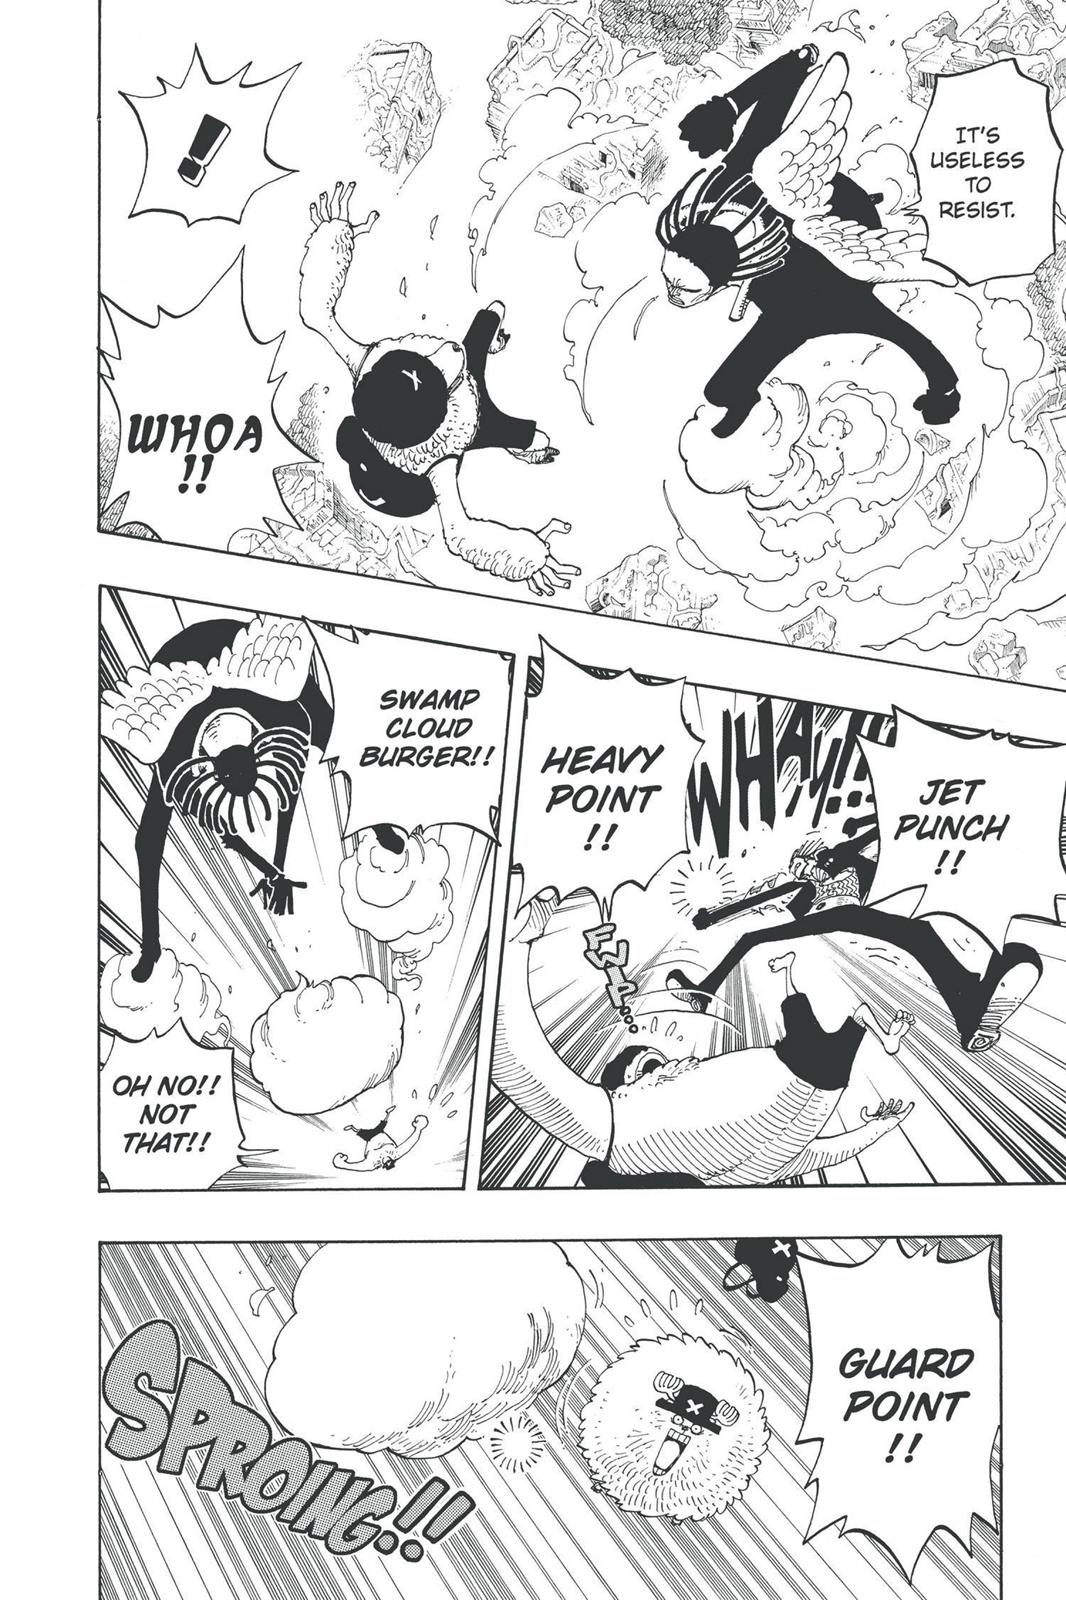 IT'S
USELESS
TO
RESIST.
!
WHOA
!!
JET
PUNCH
!!
WHAM!!
HEAVY
POINT
!!
FWIP...
SWAMP
CLOUD
BURGER!!
OH NO!!
NOT
THAT!!
GUARD
POINT
!!
SPROING!!